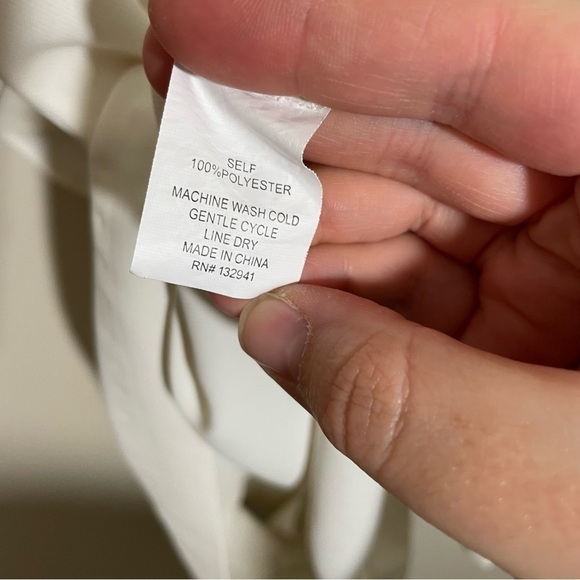 SELF
100%POLYESTER
MACHINE WASH COLD
GENTLE CYCLE
LINE DRY
MADE IN CHINA
RN# 132941